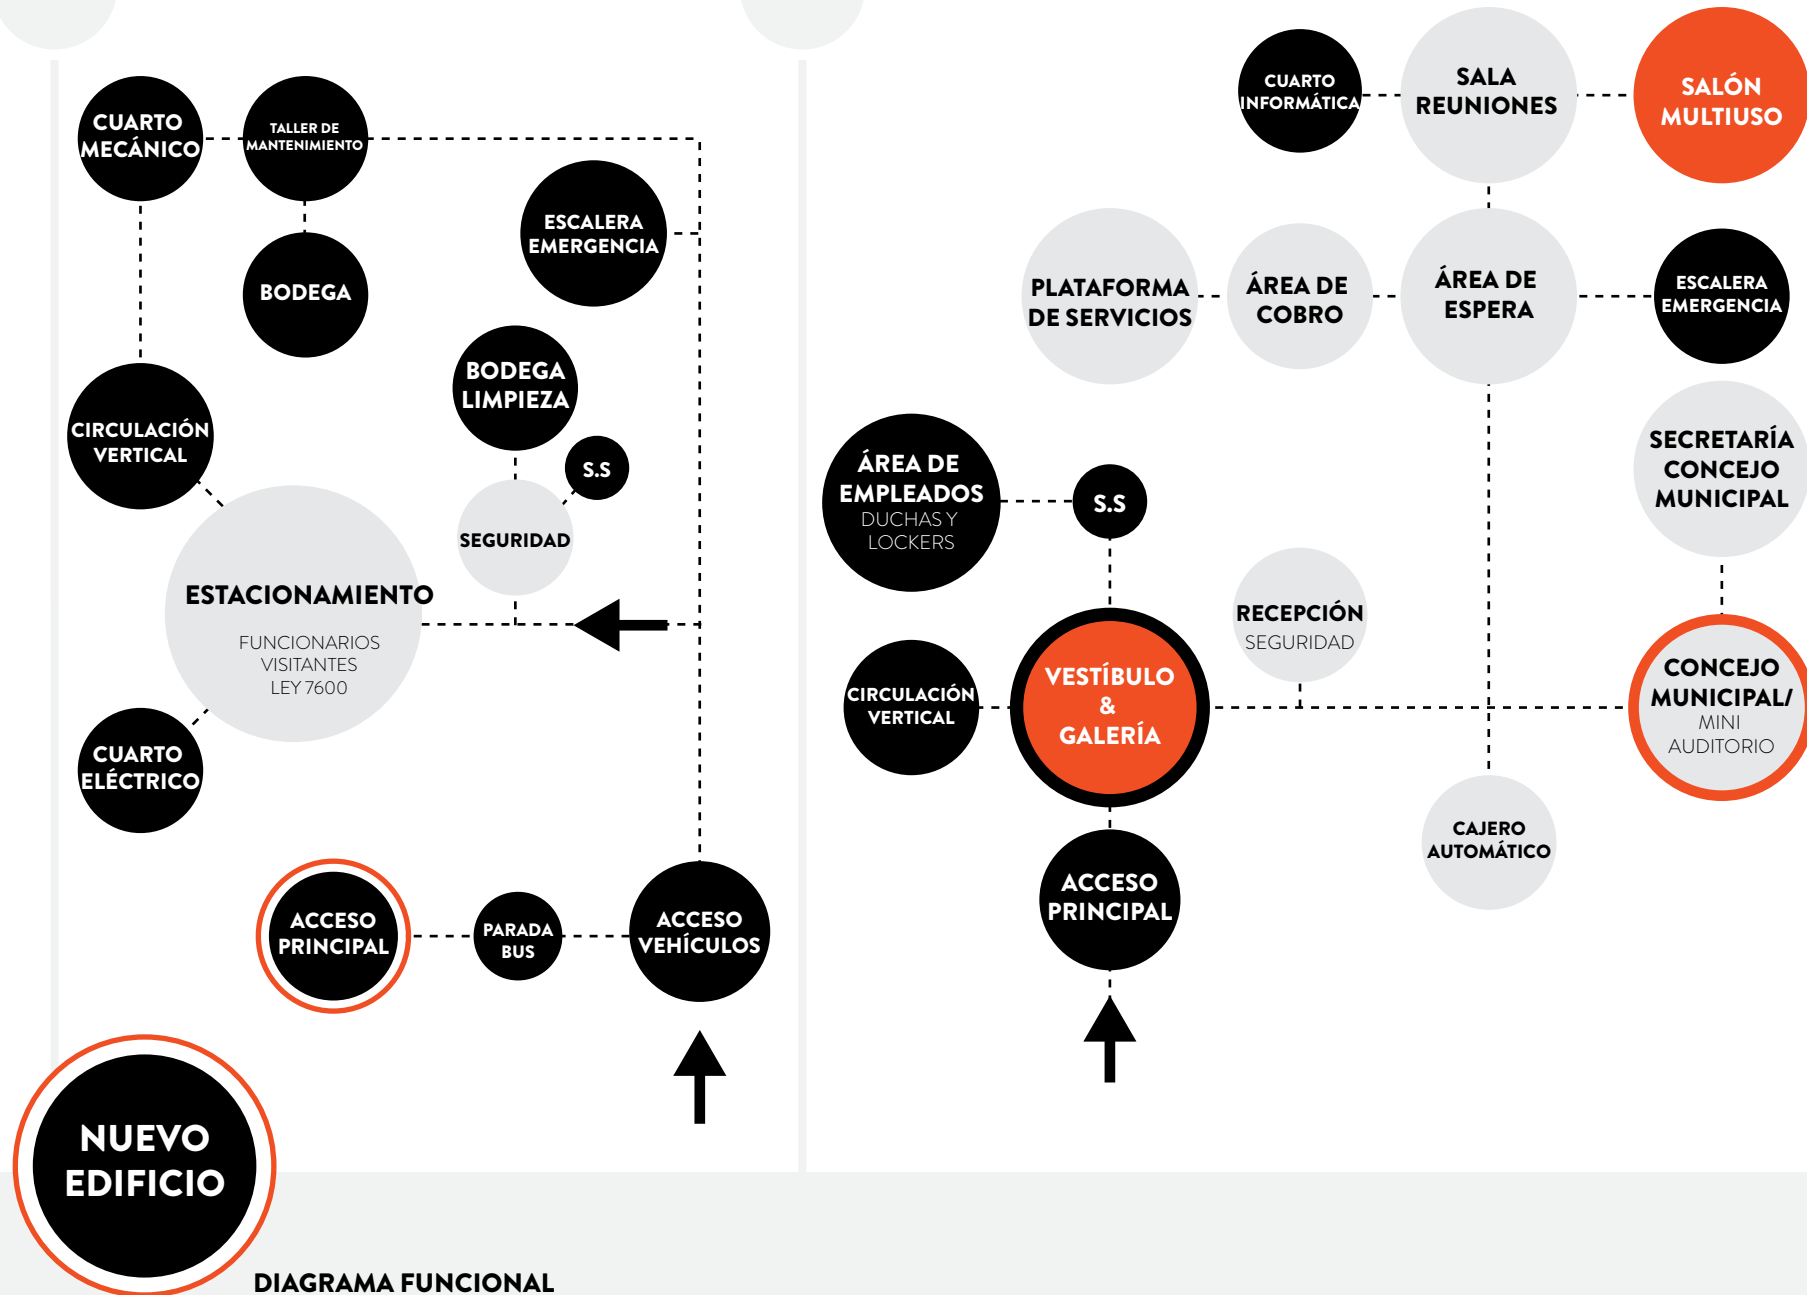 CUARTO
MECÁNICO
TALLER DE
MANTENIMIENTO
ESCALERA
EMERGENCIA
BODEGA
BODEGA
LIMPIEZA
CIRCULACIÓN
VERTICAL
S.S
SEGURIDAD
ESTACIONAMIENTO
FUNCIONARIOS
VISITANTES
LEY 7600
CUARTO
ELÉCTRICO
ACCESO
PRINCIPAL
PARADA
BUS
ACCESO
VEHÍCULOS
CUARTO
INFORMÁTICA
SALA
REUNIONES
SALÓN
MULTIUSO
PLATAFORMA
DE SERVICIOS
ÁREA DE
COBRO
ÁREA DE
ESPERA
ESCALERA
EMERGENCIA
ÁREA DE
EMPLEADOS
DUCHAS Y
LOCKERS
S.S
SECRETARÍA
CONCEJO
MUNICIPAL
RECEPCIÓN
SEGURIDAD
CIRCULACIÓN
VERTICAL
VESTÍBULO
&
GALERÍA
CONCEJO
MUNICIPAL/
MINI
AUDITORIO
CAJERO
AUTOMÁTICO
ACCESO
PRINCIPAL
NUEVO
EDIFICIO
DIAGRAMA FUNCIONAL